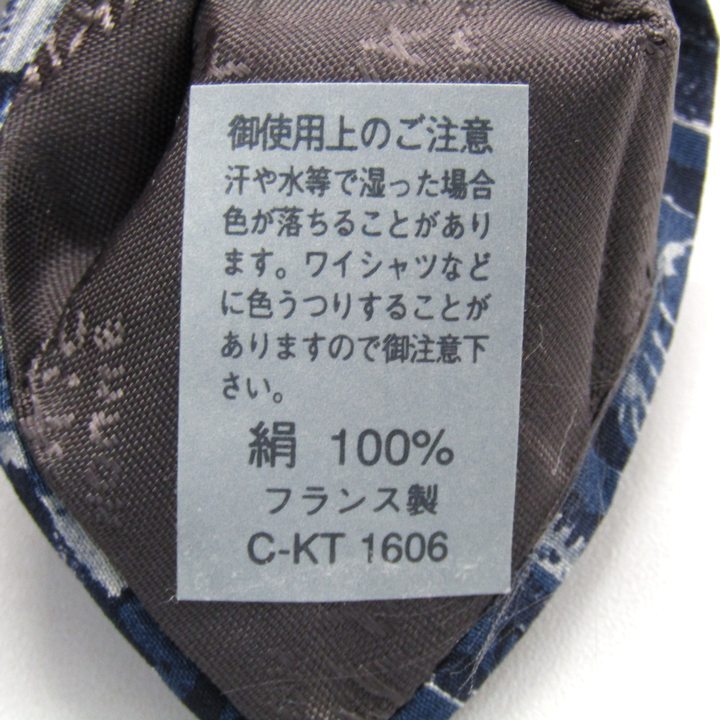 御使用上のご注意
汗や水等で湿った場合
色が落ちることがあり
ます。ワイシャツなど
に色うつりすることが
ありますので御注意下
さい。
絹 100%
フランス製
C-KT 1606